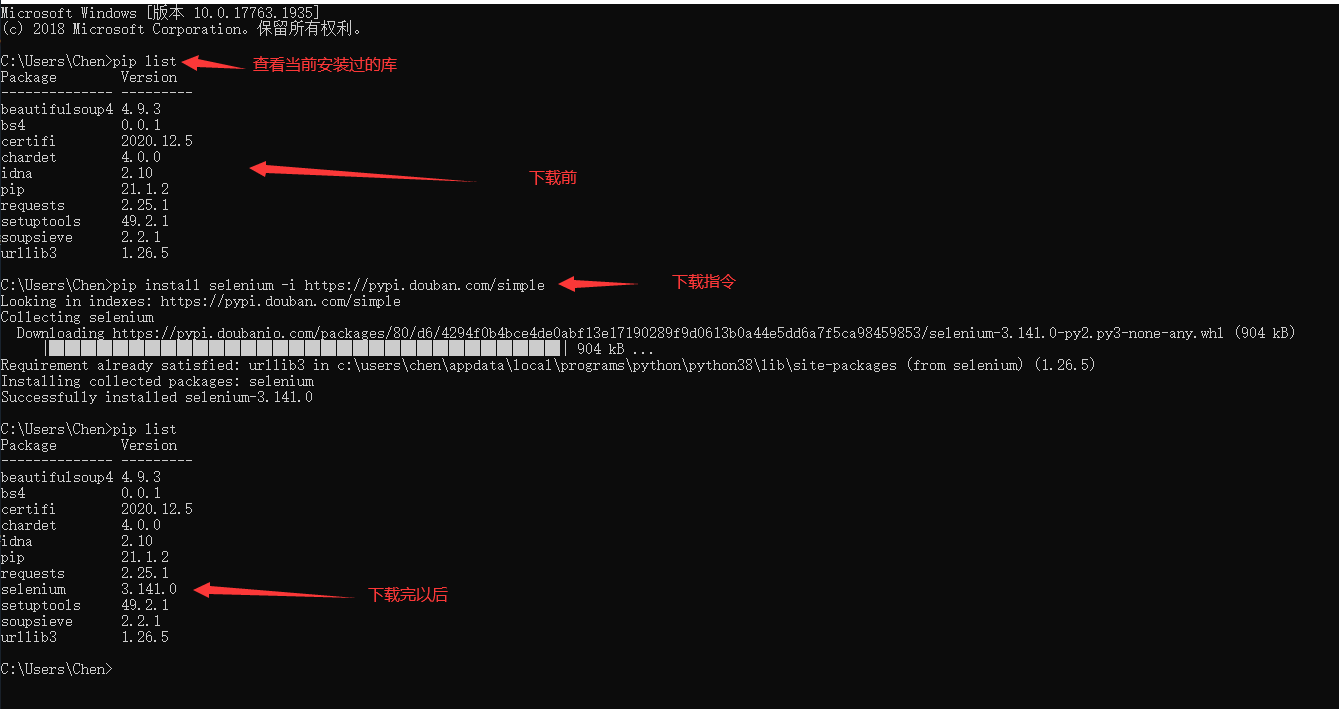 Microsoft Windows [版本 10.0.17763.1935]
(c) 2018 Microsoft Corporation。保留所有权利。
C:\Users\Chen>pip list 查看当前安装过的库
Package Version
-------------- ---------
beautifulsoup4 4.9.3
bs4 0.0.1
certifi 2020.12.5
chardet 4.0.0
idna 2.10 下载前
pip 21.1.2
requests 2.25.1
setuptools 49.2.1
soupsieve 2.2.1
urllib3 1.26.5
C:\Users\Chen>pip install selenium -i https://pypi.douban.com/simple 下载指令
Looking in indexes: https://pypi.douban.com/simple
Collecting selenium
Downloading https://pypi.doubanio.com/packages/80/d6/4294f0b4bce4de0abf13e17190289f9d0613b0a44e5dd6a7f5ca98459853/selenium-3.141.0-py2.py3-none-any.whl (904 kB)
904 kB ...
Requirement already satisfied: urllib3 in c:\users\chen\appdata\local\programs\python\python38\lib\site-packages (from selenium) (1.26.5)
Installing collected packages: selenium
Successfully installed selenium-3.141.0
C:\Users\Chen>pip list
Package Version
-------------- ---------
beautifulsoup4 4.9.3
bs4 0.0.1
certifi 2020.12.5
chardet 4.0.0
idna 2.10
pip 21.1.2
requests 2.25.1
selenium 3.141.0 下载完以后
setuptools 49.2.1
soupsieve 2.2.1
urllib3 1.26.5
C:\Users\Chen>